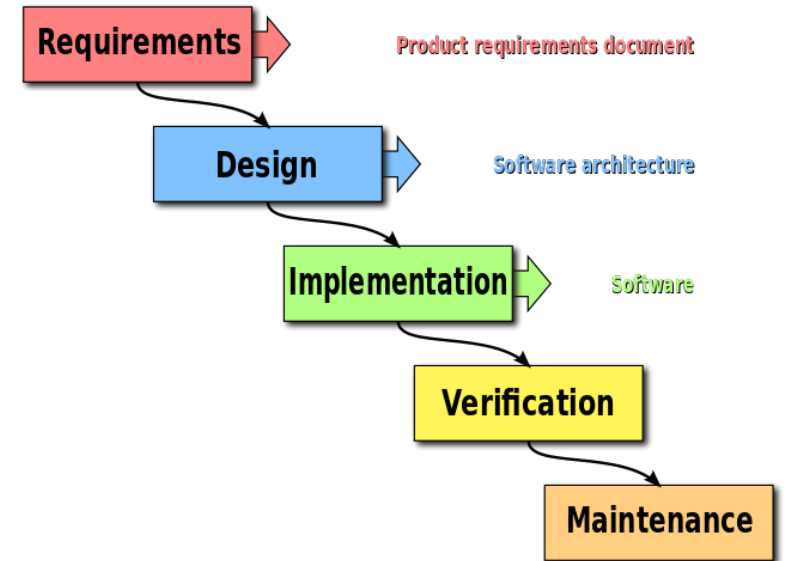 Requirements
Product requirements document
Design
Software architecture
Implementation
Software
Verification
Maintenance